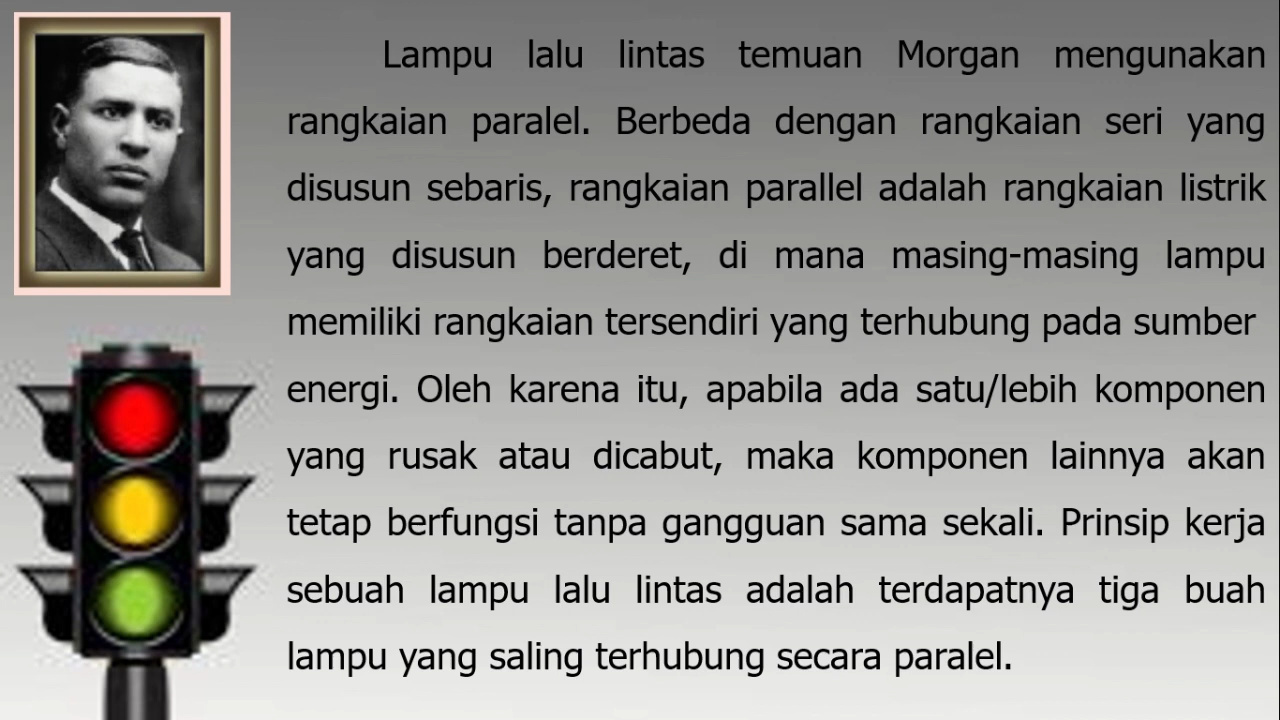 Lampu lalu lintas temuan Morgan mengunakan
rangkaian paralel. Berbeda dengan rangkaian seri yang
disusun sebaris, rangkaian parallel adalah rangkaian listrik
yang disusun berderet, di mana masing-masing lampu
memiliki rangkaian tersendiri yang terhubung pada sumber
energi. Oleh karena itu, apabila ada satu/lebih komponen
yang rusak atau dicabut, maka komponen lainnya akan
tetap berfungsi tanpa gangguan sama sekali. Prinsip kerja
sebuah lampu lalu lintas adalah terdapatnya tiga buah
lampu yang saling terhubung secara paralel.